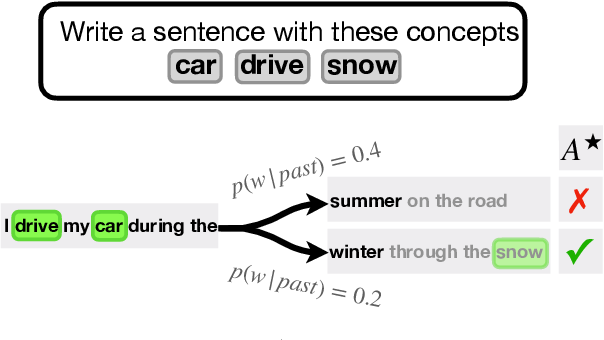 Write a sentence with these concepts
car drive snow
A★
p(w|past) = 0.4
summer on the road ✗
I drive my car during the
winter through the snow ✓
p(w|past) = 0.2